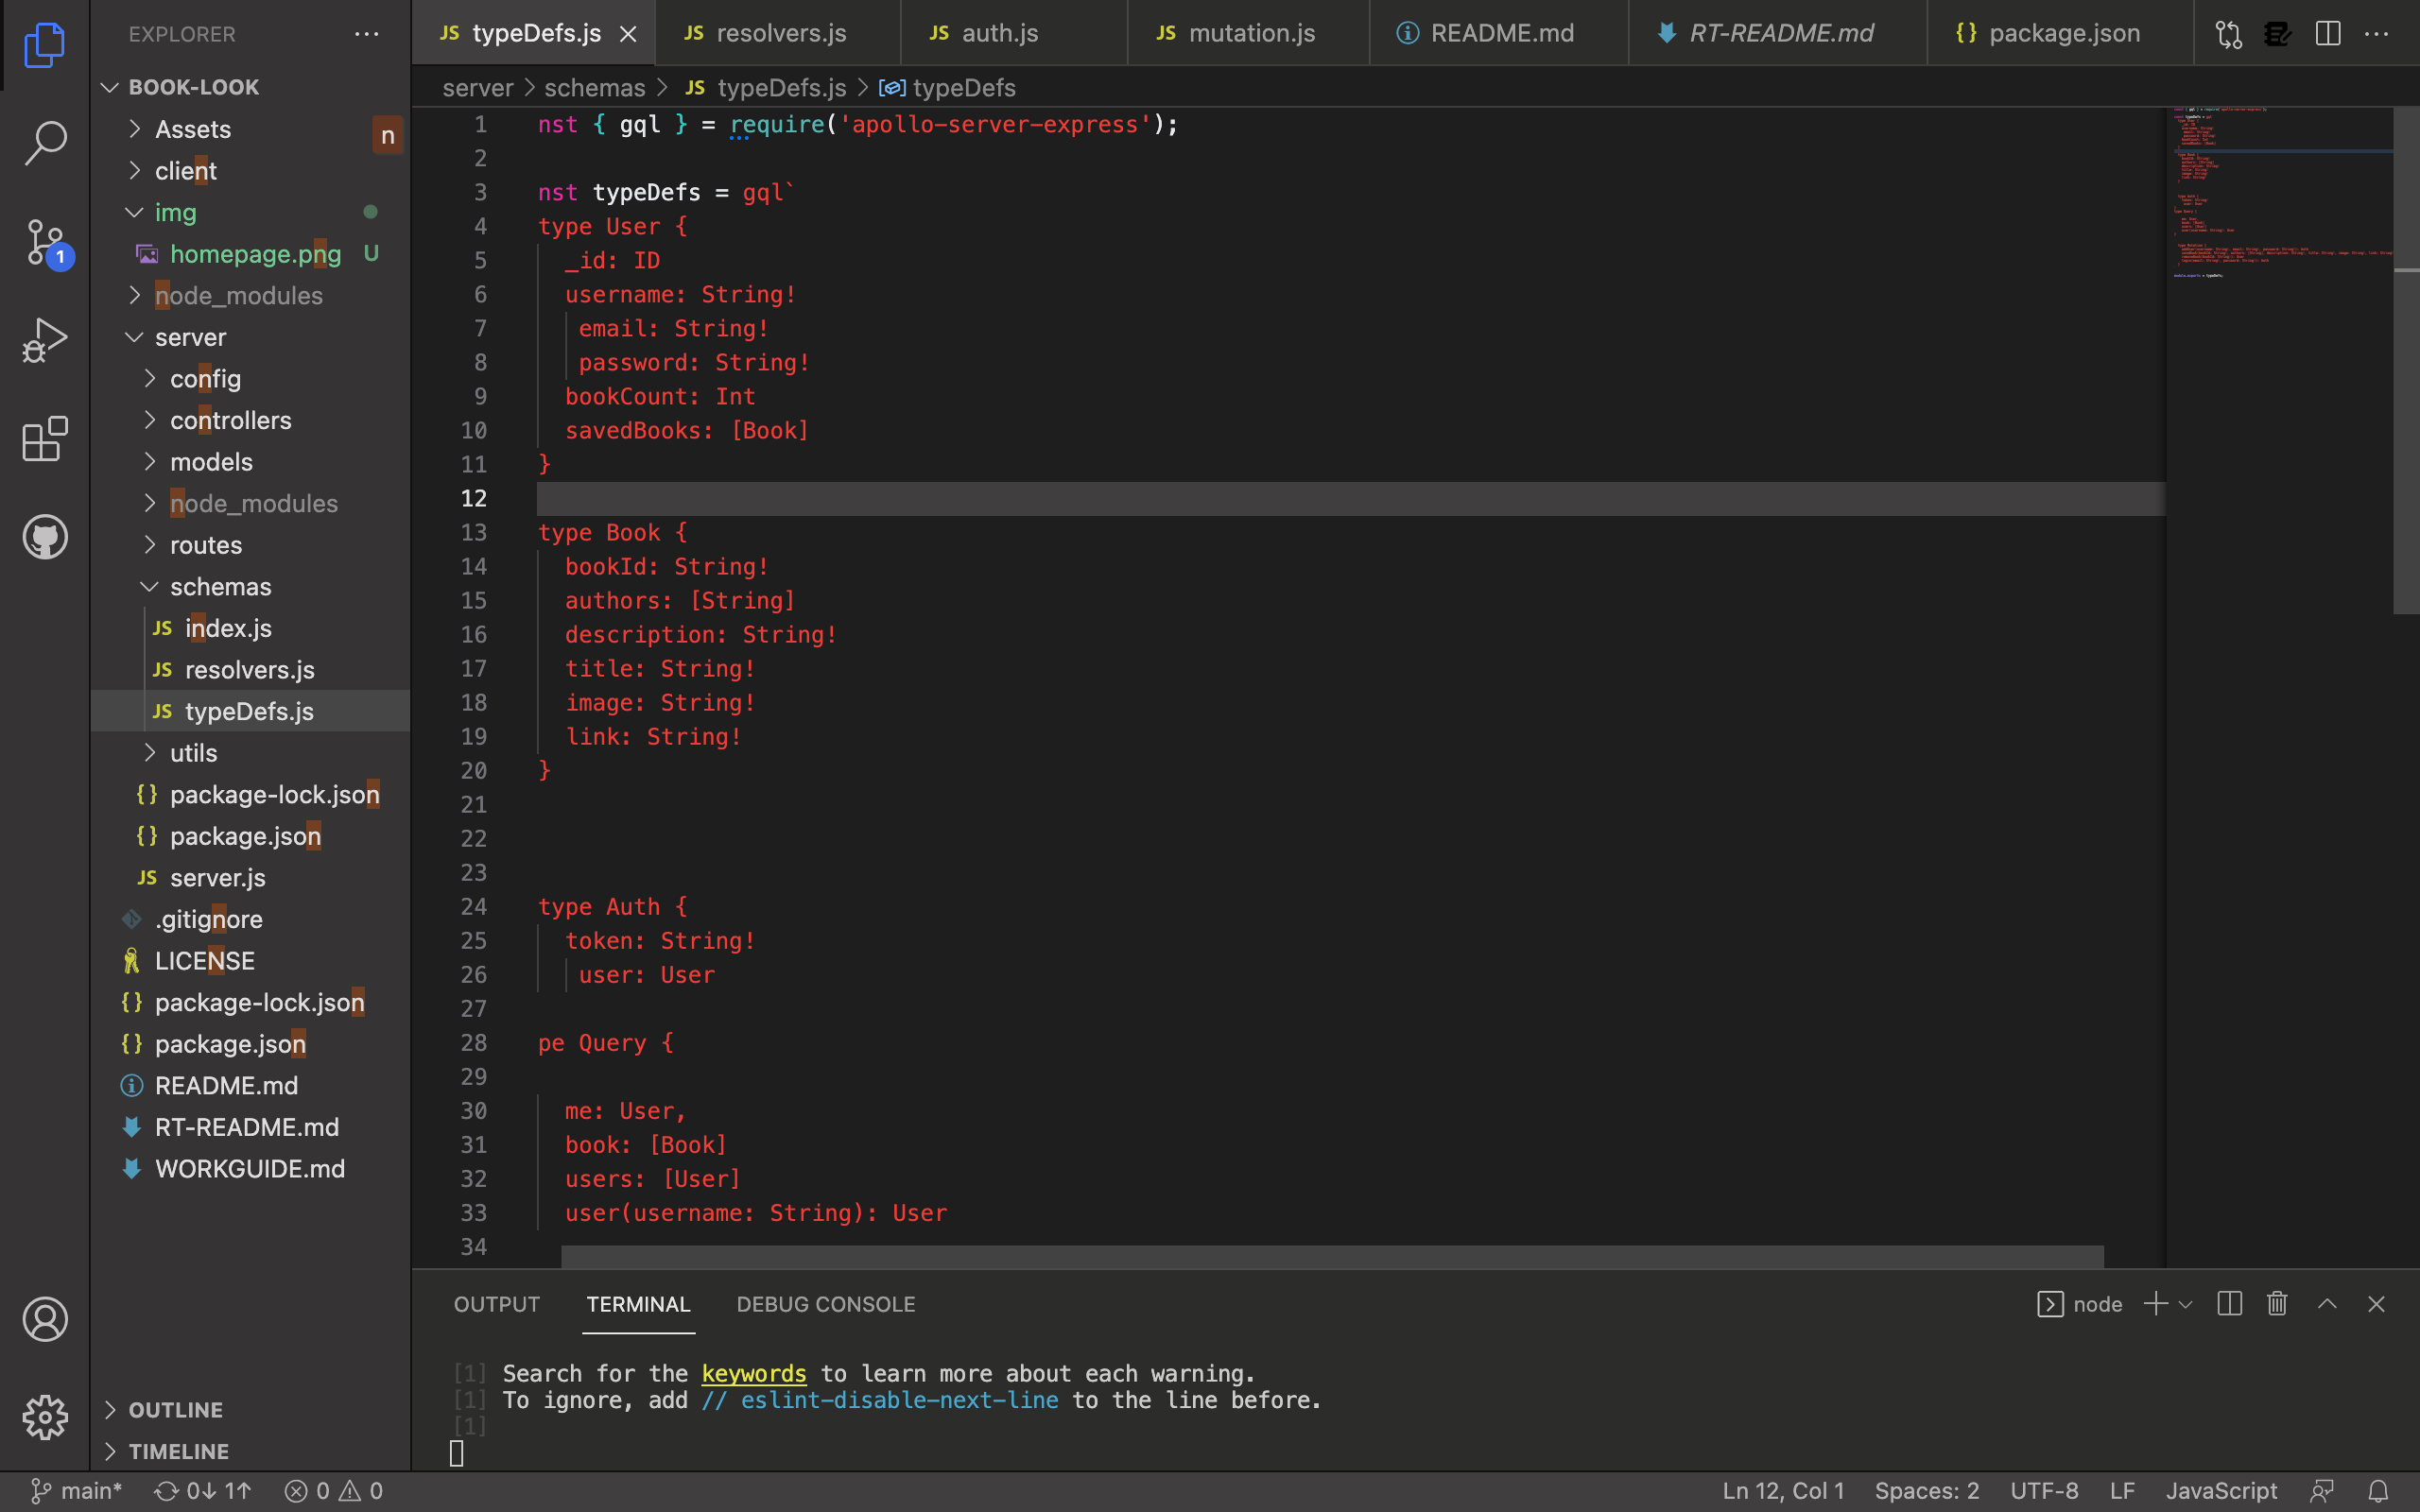 EXPLORER
BOOK-LOOK
Assets
n
client
img
homepage.png U
node_modules
server
config
controllers
models
node_modules
routes
schemas
JS index.js
JS resolvers.js
JS typeDefs.js
utils
{} package-lock.json
{} package.json
JS server.js
.gitignore
LICENSE
{} package-lock.json
{} package.json
README.md
RT-README.md
WORKGUIDE.md
OUTLINE
TIMELINE
1
JS typeDefs.js
JS resolvers.js
JS auth.js
JS mutation.js
README.md
RT-README.md
{} package.json
server > schemas > JS typeDefs.js > typeDefs
1 nst { gql } = require('apollo-server-express');
2
3 nst typeDefs = gql`
4 type User {
5 _id: ID
6 username: String!
7 email: String!
8 password: String!
9 bookCount: Int
10 savedBooks: [Book]
11 }
12
13 type Book {
14 bookId: String!
15 authors: [String]
16 description: String!
17 title: String!
18 image: String!
19 link: String!
20 }
21
22
23
24 type Auth {
25 token: String!
26 user: User
27
28 pe Query {
29
30 me: User,
31 book: [Book]
32 users: [User]
33 user(username: String): User
34
OUTPUT TERMINAL DEBUG CONSOLE
node
[1] Search for the keywords to learn more about each warning.
[1] To ignore, add // eslint-disable-next-line to the line before.
[1]
main* 0↓ 1↑ 0 0
Ln 12, Col 1 Spaces: 2 UTF-8 LF JavaScript